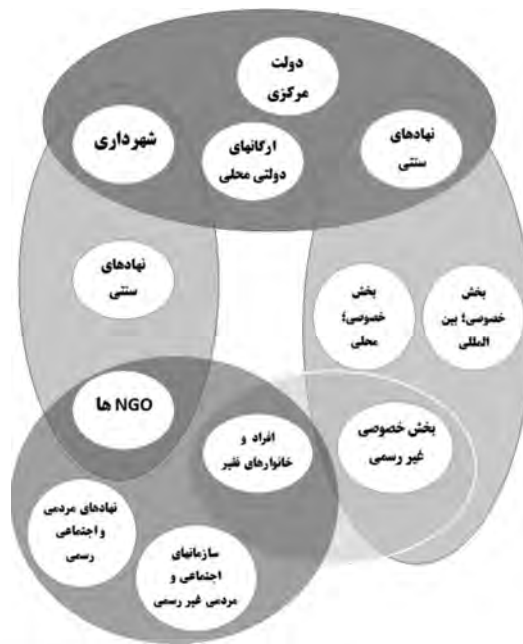 دولت
مرکزی
نهادهای
سنتی
ارگانهای
دولتی محلی
شهرداری
نهادهای
سنتی
بخش
خصوصی؛ بین
المللی
بخش
خصوصی؛
محلی
NGO ها
افراد و
خانوارهای فقیر
بخش خصوصی
غیر رسمی
نهادهای مردمی
و اجتماعی
رسمی
سازمانهای
اجتماعی و
مردمی غیر رسمی